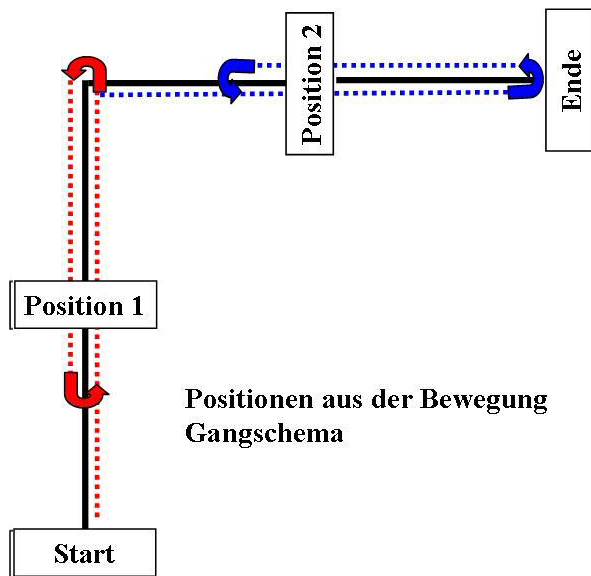 Position 2
Ende
Position 1
Positionen aus der Bewegung
Gangschema
Start